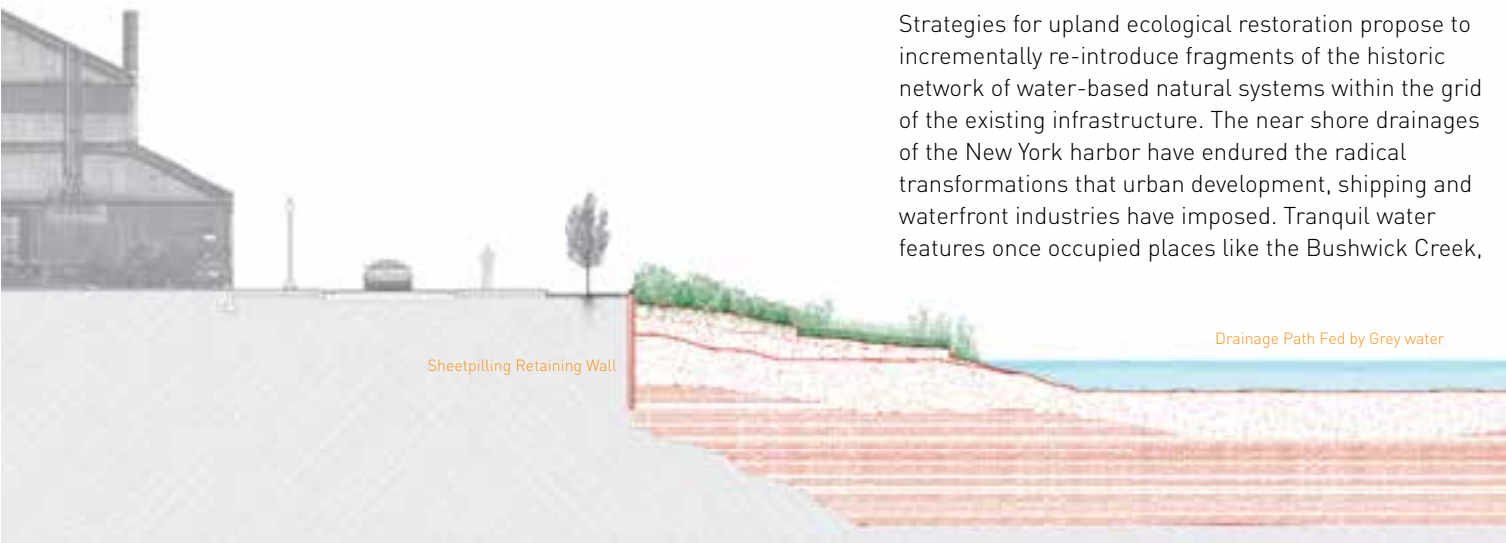 Strategies for upland ecological restoration propose to
incrementally re-introduce fragments of the historic
network of water-based natural systems within the grid
of the existing infrastructure. The near shore drainages
of the New York harbor have endured the radical
transformations that urban development, shipping and
waterfront industries have imposed. Tranquil water
features once occupied places like the Bushwick Creek,
Drainage Path Fed by Grey water
Sheetpilling Retaining Wall